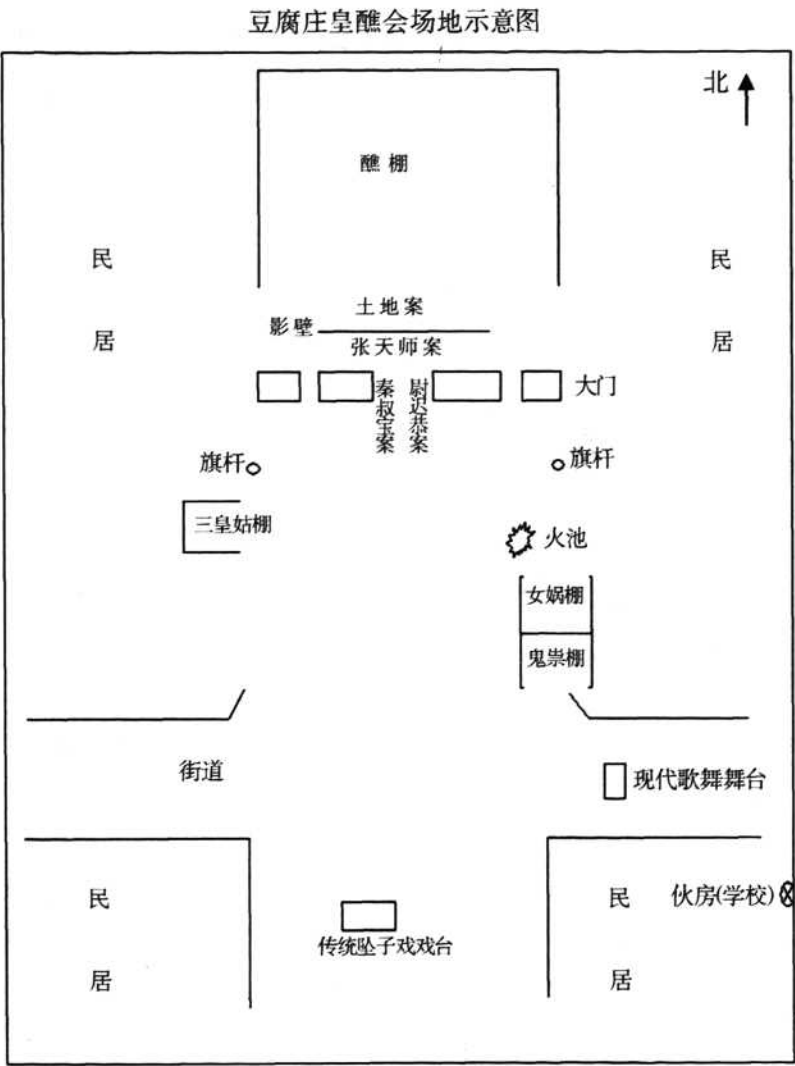 豆腐庄皇醮会场地示意图
北
醮棚
民
居
民
居
土地案
影壁
张天师案
大门
秦叔宝案
尉迟恭案
旗杆
旗杆
三皇姑棚
火池
女娲棚
鬼祟棚
街道
现代歌舞舞台
民
居
民
居
伙房(学校)
传统坠子戏戏台